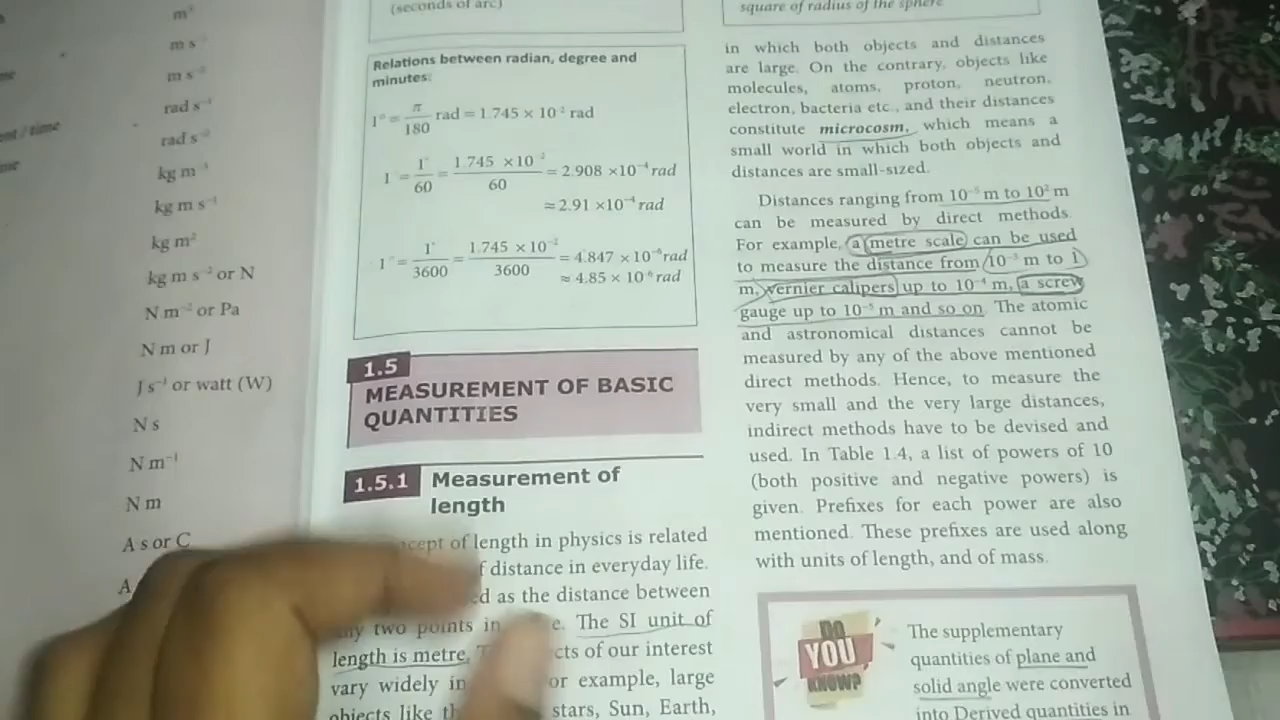 m³
m s⁻¹
m s⁻²
rad s⁻¹
ent / time
rad s⁻²
kg m⁻³
kg m s⁻¹
kg m²
kg m s⁻² or N
N m⁻² or Pa
N m or J
J s⁻¹ or watt (W)
N s
N m⁻¹
N m
A s or C
A
(seconds of arc)
Relations between radian, degree and
minutes:
1° = π/180 rad = 1.745 × 10⁻² rad
1′ = 1°/60 = 1.745 ×10⁻²/60 = 2.908 ×10⁻⁴ rad
≈ 2.91 ×10⁻⁴ rad
1″ = 1°/3600 = 1.745 × 10⁻²/3600 = 4.847 × 10⁻⁶ rad
≈ 4.85 × 10⁻⁶ rad
1.5
MEASUREMENT OF BASIC
QUANTITIES
1.5.1 Measurement of
length
of length in physics is related
distance in everyday life.
as the distance between
any two points in The SI unit of
length is metre. of our interest
vary widely in example, large
objects like stars, Sun, Earth,
square of radius of the sphere
in which both objects and distances
are large. On the contrary, objects like
molecules, atoms, proton, neutron,
electron, bacteria etc., and their distances
constitute microcosm, which means a
small world in which both objects and
distances are small-sized.
Distances ranging from 10⁻⁵ m to 10² m
can be measured by direct methods.
For example, a metre scale can be used
to measure the distance from 10⁻³ m to 1
m, vernier calipers up to 10⁻⁴ m, a screw
gauge up to 10⁻⁵ m and so on. The atomic
and astronomical distances cannot be
measured by any of the above mentioned
direct methods. Hence, to measure the
very small and the very large distances,
indirect methods have to be devised and
used. In Table 1.4, a list of powers of 10
(both positive and negative powers) is
given. Prefixes for each power are also
mentioned. These prefixes are used along
with units of length, and of mass.
DO
YOU
KNOW?
The supplementary
quantities of plane and
solid angle were converted
into Derived quantities in